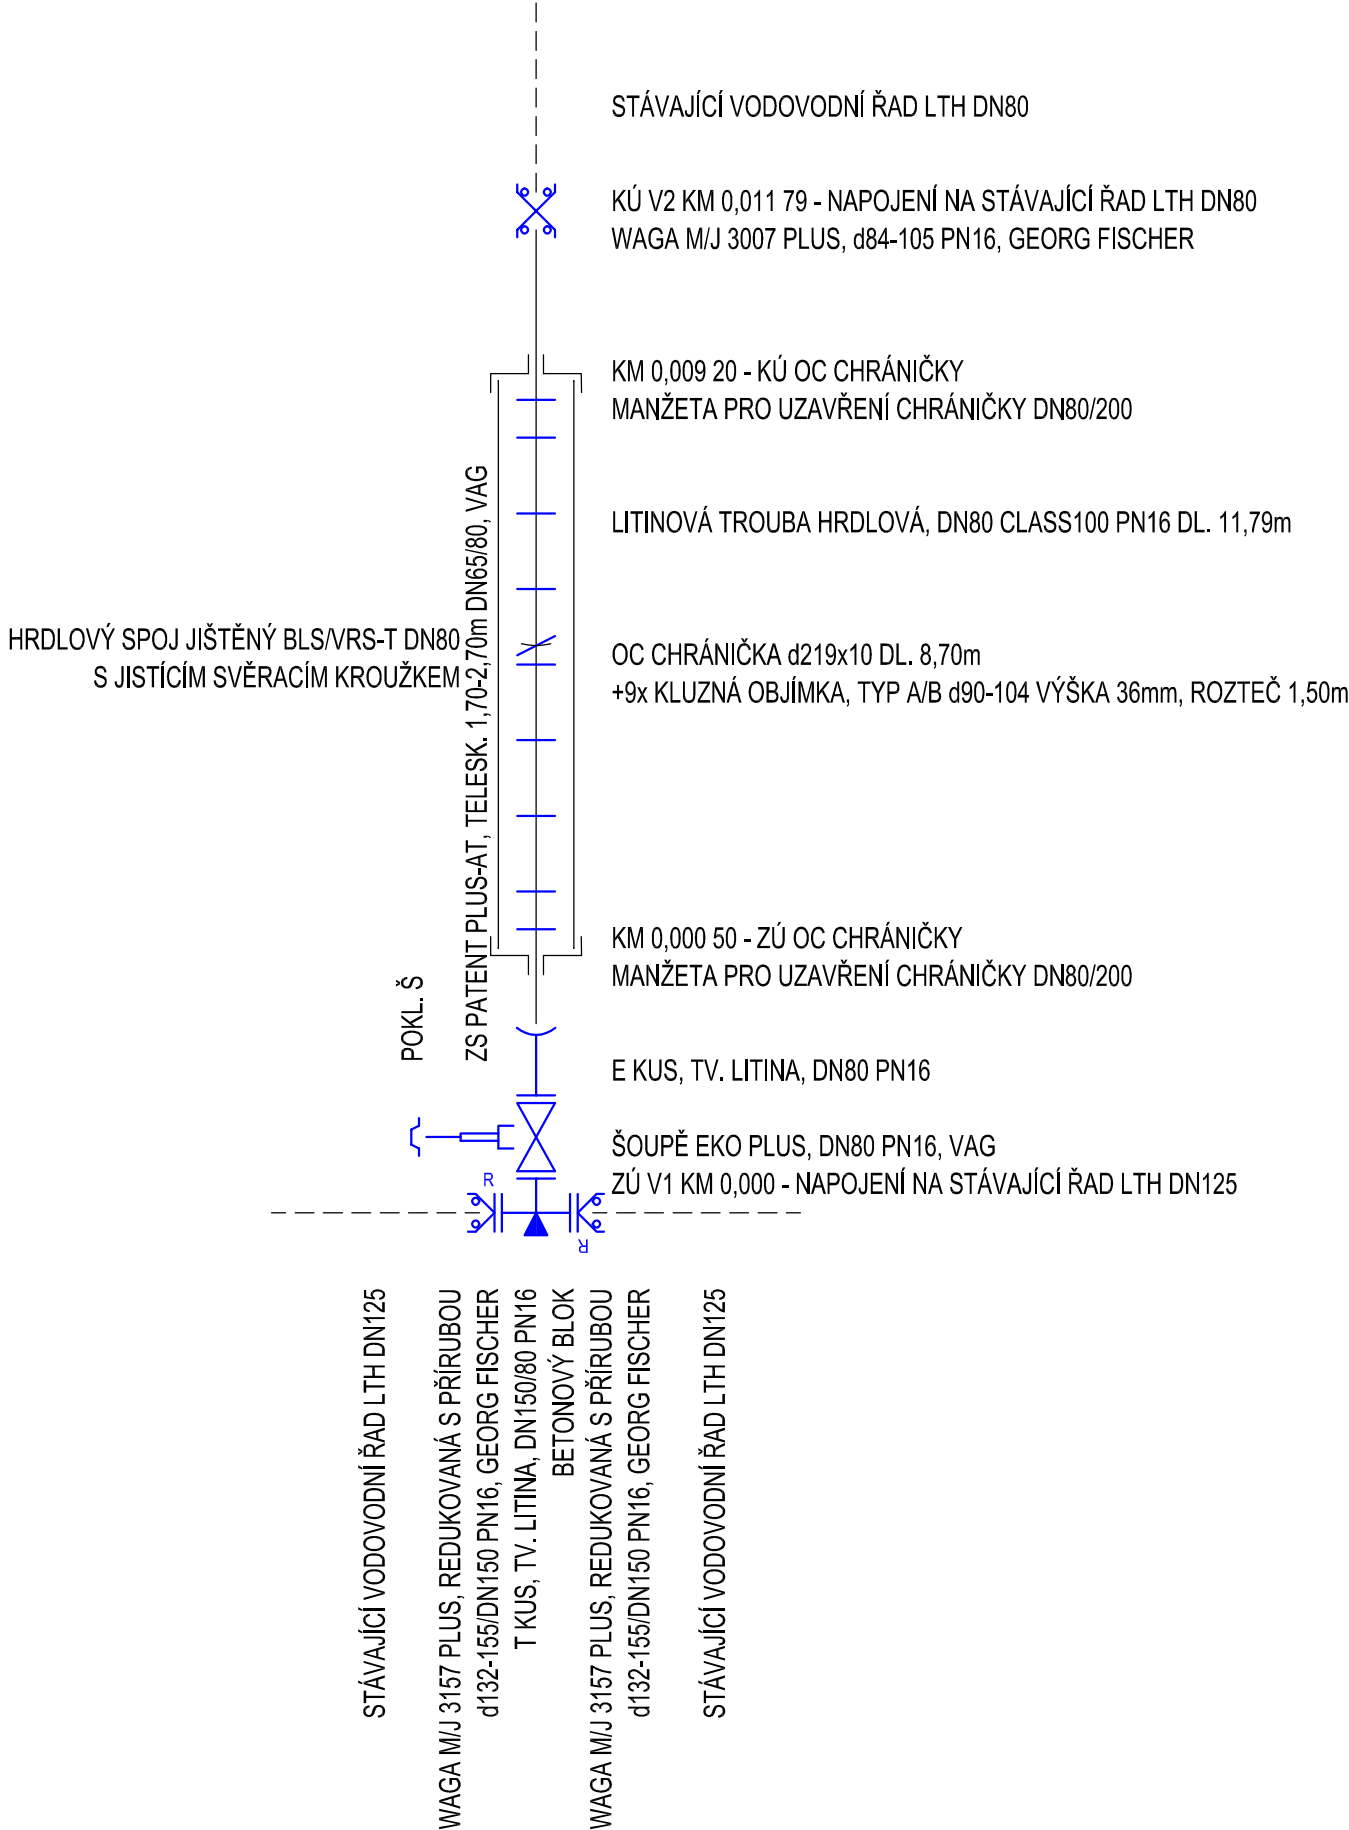 STÁVAJÍCÍ VODOVODNÍ ŘAD LTH DN80
KÚ V2 KM 0,011 79 - NAPOJENÍ NA STÁVAJÍCÍ ŘAD LTH DN80
WAGA M/J 3007 PLUS, d84-105 PN16, GEORG FISCHER
KM 0,009 20 - KÚ OC CHRÁNIČKY
MANŽETA PRO UZAVŘENÍ CHRÁNIČKY DN80/200
LITINOVÁ TROUBA HRDLOVÁ, DN80 CLASS100 PN16 DL. 11,79m
HRDLOVÝ SPOJ JIŠTĚNÝ BLS/VRS-T DN80
S JISTÍCÍM SVĚRACÍM KROUŽKEM
OC CHRÁNIČKA d219x10 DL. 8,70m
+9x KLUZNÁ OBJÍMKA, TYP A/B d90-104 VÝŠKA 36mm, ROZTEČ 1,50m
KM 0,000 50 - ZÚ OC CHRÁNIČKY
MANŽETA PRO UZAVŘENÍ CHRÁNIČKY DN80/200
POKL. Š
ZS PATENT PLUS-AT, TELESK. 1,70-2,70m DN65/80, VAG
E KUS, TV. LITINA, DN80 PN16
ŠOUPĚ EKO PLUS, DN80 PN16, VAG
ZÚ V1 KM 0,000 - NAPOJENÍ NA STÁVAJÍCÍ ŘAD LTH DN125
R
R
STÁVAJÍCÍ VODOVODNÍ ŘAD LTH DN125
WAGA M/J 3157 PLUS, REDUKOVANÁ S PŘÍRUBOU
d132-155/DN150 PN16, GEORG FISCHER
T KUS, TV. LITINA, DN150/80 PN16
BETONOVÝ BLOK
WAGA M/J 3157 PLUS, REDUKOVANÁ S PŘÍRUBOU
d132-155/DN150 PN16, GEORG FISCHER
STÁVAJÍCÍ VODOVODNÍ ŘAD LTH DN125